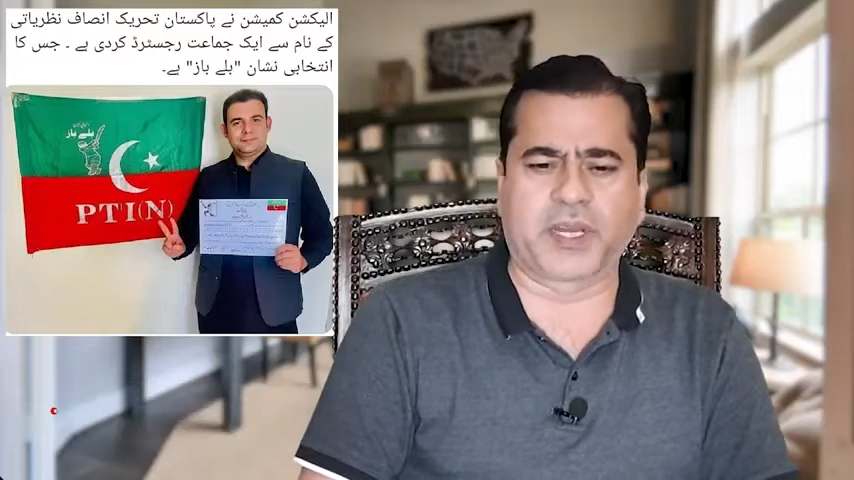 الیکشن کمیشن نے پاکستان تحریک انصاف نظریاتی
کے نام سے ایک جماعت رجسٹرڈ کردی ہے ۔ جس کا
انتخابی نشان "بلے باز" ہے۔
بلے باز
PTI(N)